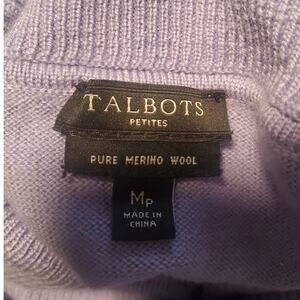 TALBOTS
PETITES
PURE MERINO WOOL
MP
MADE IN
CHINA